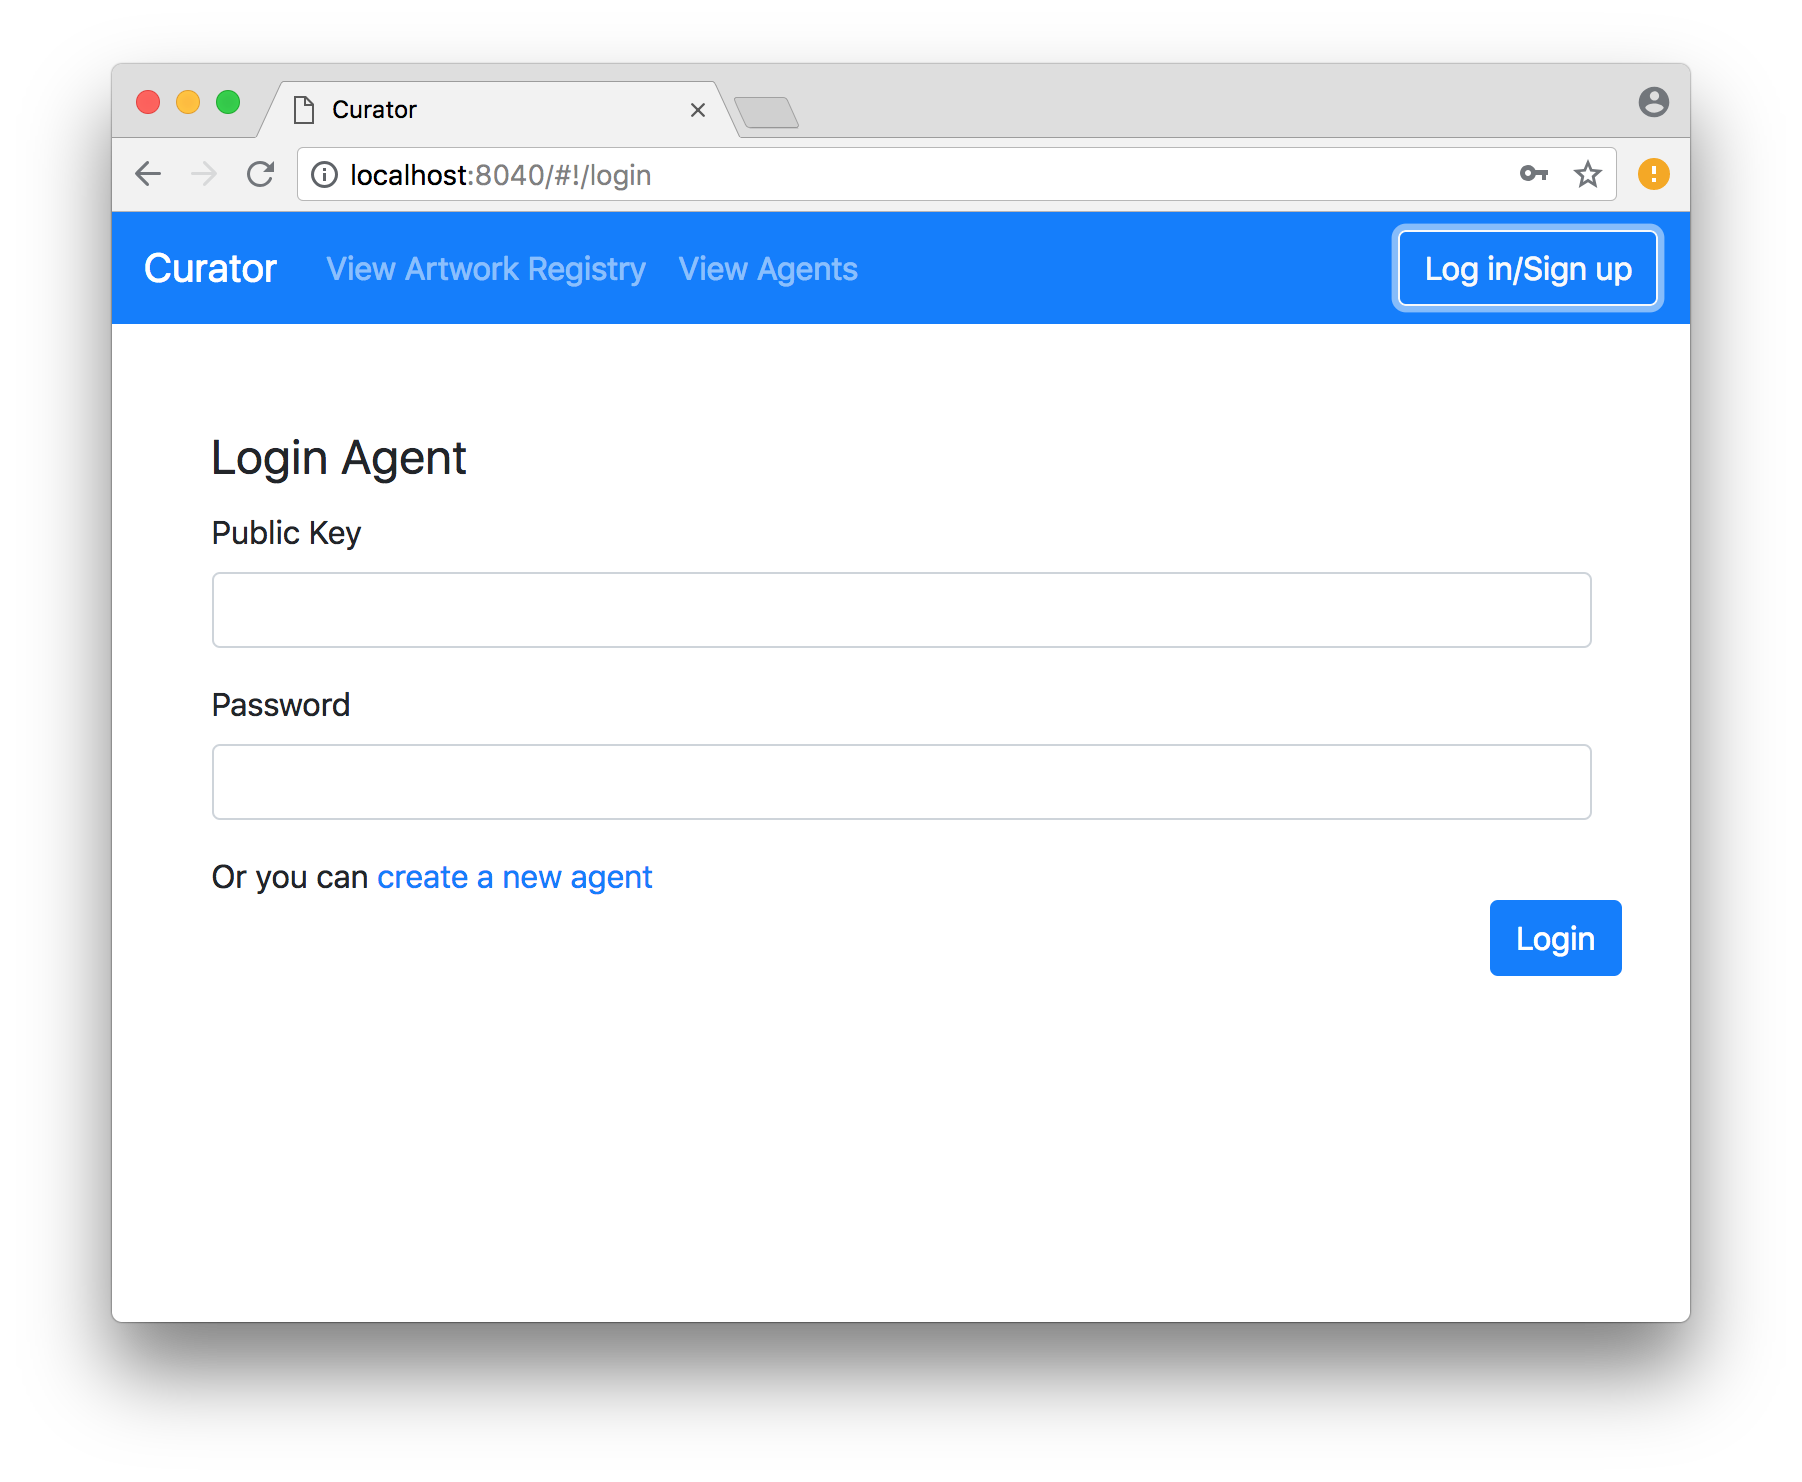 Curator
localhost:8040/#!/login
Curator View Artwork Registry View Agents Log in/Sign up
Login Agent
Public Key
Password
Or you can create a new agent
Login